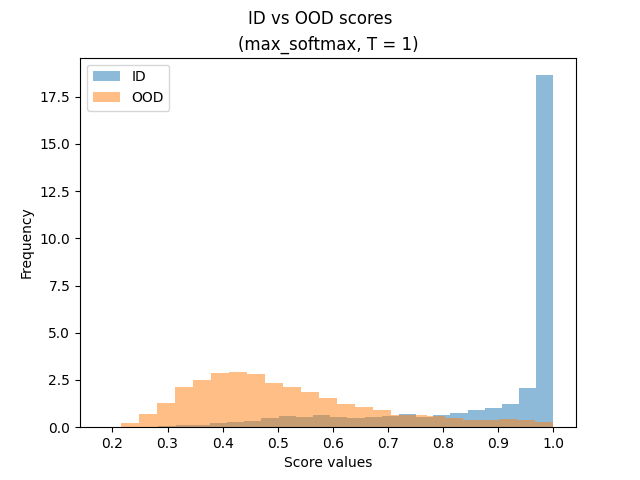 ID vs OOD scores
(max_softmax, T = 1)
ID
OOD
Frequency
17.5
15.0
12.5
10.0
7.5
5.0
2.5
0.0
0.2 0.3 0.4 0.5 0.6 0.7 0.8 0.9 1.0
Score values